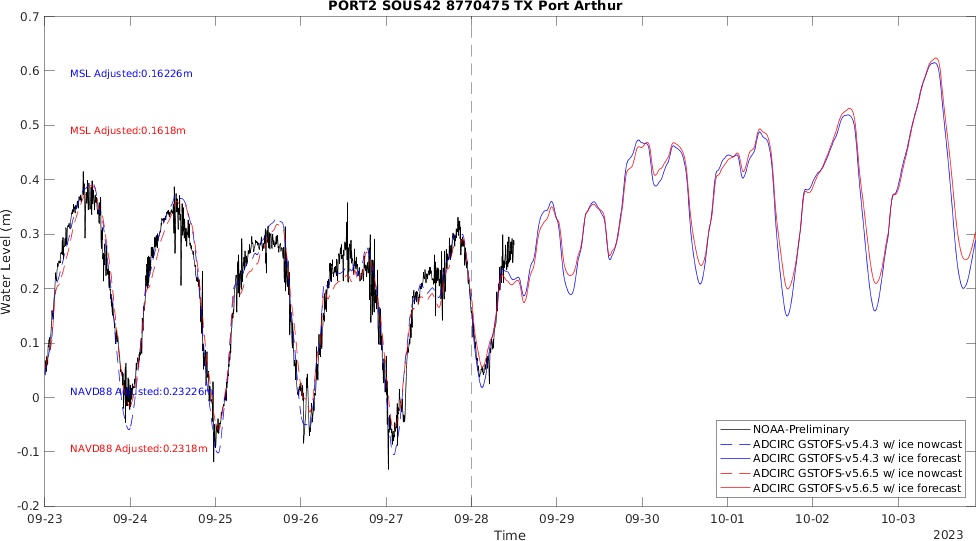 PORT2 SOUS42 8770475 TX Port Arthur
0.7
0.6
0.5
0.4
0.3
0.2
0.1
0
-0.1
-0.2
Water Level (m)
MSL Adjusted:0.16226m
MSL Adjusted:0.1618m
NAVD88 Adjusted:0.23226m
NAVD88 Adjusted:0.2318m
NOAA-Preliminary
ADCIRC GSTOFS-v5.4.3 w/ ice nowcast
ADCIRC GSTOFS-v5.4.3 w/ ice forecast
ADCIRC GSTOFS-v5.6.5 w/ ice nowcast
ADCIRC GSTOFS-v5.6.5 w/ ice forecast
09-23 09-24 09-25 09-26 09-27 09-28 09-29 09-30 10-01 10-02 10-03
Time
2023